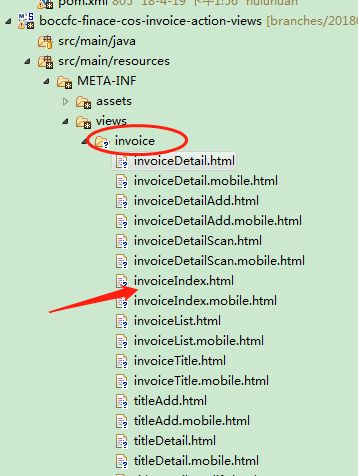 pom.xml 805 18-4-19 下午1:56
boccfc-finace-cos-invoice-action-views [branches/20180
src/main/java
src/main/resources
META-INF
assets
views
invoice
invoiceDetail.html
invoiceDetail.mobile.html
invoiceDetailAdd.html
invoiceDetailAdd.mobile.html
invoiceDetailScan.html
invoiceDetailScan.mobile.html
invoiceIndex.html
invoiceIndex.mobile.html
invoiceList.html
invoiceList.mobile.html
invoiceTitle.html
invoiceTitle.mobile.html
titleAdd.html
titleAdd.mobile.html
titleDetail.html
titleDetail.mobile.html